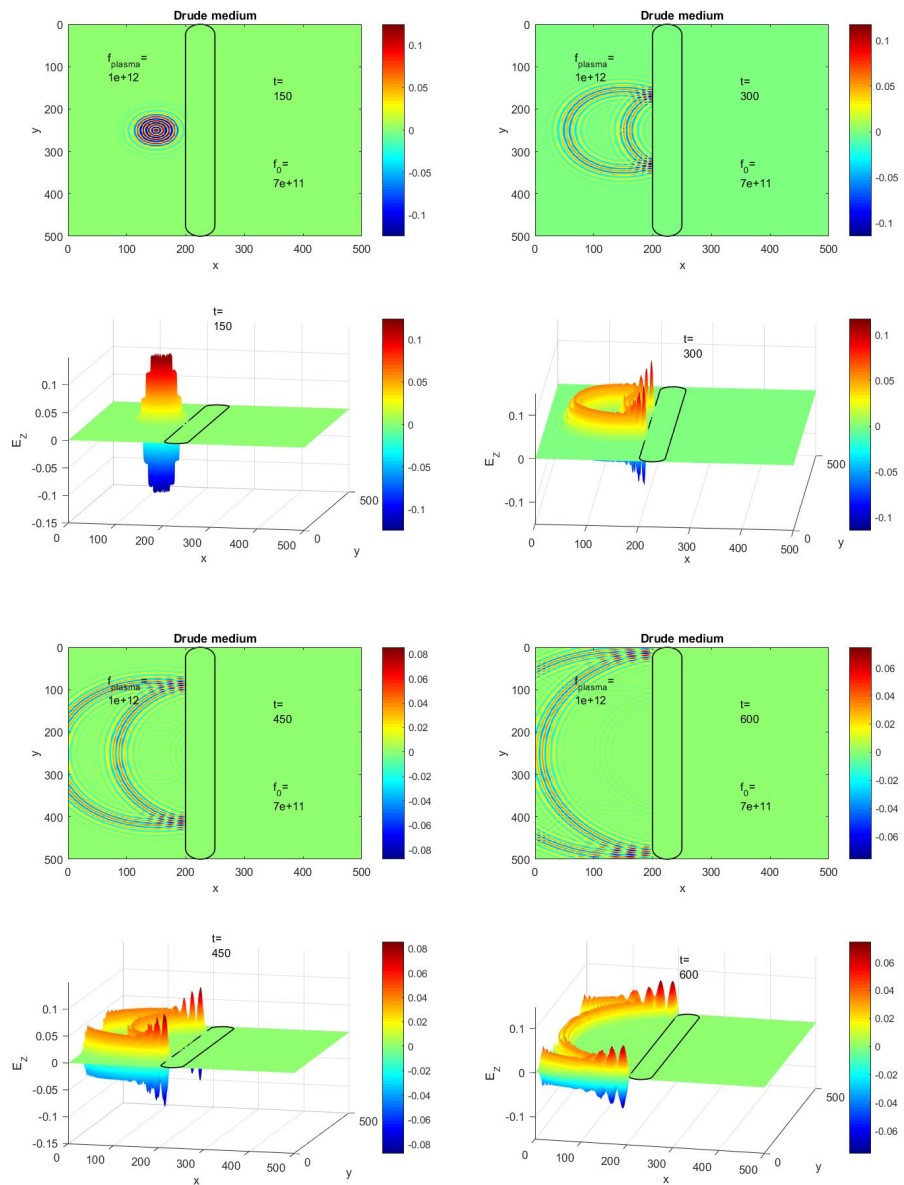 Drude medium
0
100
200
300
400
500
y
0 100 200 300 400 500
x
f_plasma=
1e+12
t=
150
f_0=
7e+11
0.1
0.05
0
-0.05
-0.1
Drude medium
0
100
200
300
400
500
y
0 100 200 300 400 500
x
f_plasma=
1e+12
t=
300
f_0=
7e+11
0.1
0.05
0
-0.05
-0.1
t=
150
0.1
0.05
0
-0.05
-0.1
-0.15
E_Z
0 100 200 300 400 500
x
0
500
y
0.1
0.05
0
-0.05
-0.1
t=
300
0.1
0
-0.1
E_Z
0 100 200 300 400 500
x
0
500
y
0.1
0.05
0
-0.05
-0.1
Drude medium
0
100
200
300
400
500
y
0 100 200 300 400 500
x
f_plasma=
1e+12
t=
450
f_0=
7e+11
0.08
0.06
0.04
0.02
0
-0.02
-0.04
-0.06
-0.08
Drude medium
0
100
200
300
400
500
y
0 100 200 300 400 500
x
f_plasma=
1e+12
t=
600
f_0=
7e+11
0.06
0.04
0.02
0
-0.02
-0.04
-0.06
t=
450
0.1
0.05
0
-0.05
-0.1
-0.15
E_Z
0 100 200 300 400 500
x
0
500
y
0.08
0.06
0.04
0.02
0
-0.02
-0.04
-0.06
-0.08
t=
600
0.1
0
-0.1
E_Z
0 100 200 300 400 500
x
0
500
y
0.06
0.04
0.02
0
-0.02
-0.04
-0.06